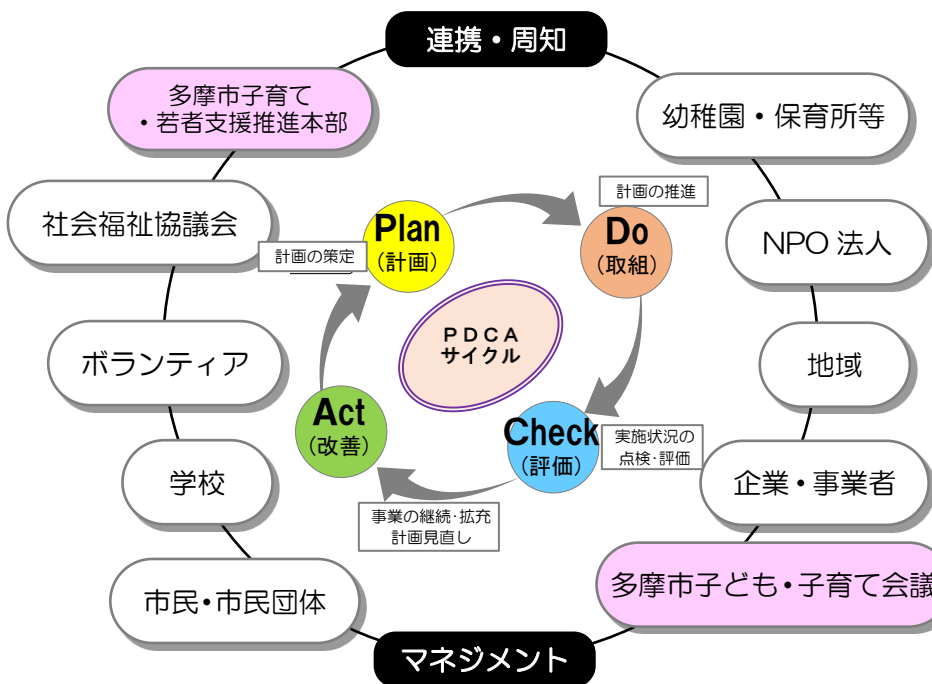 連携・周知
多摩市子育て
・若者支援推進本部
幼稚園・保育所等
社会福祉協議会
NPO 法人
ボランティア
地域
学校
企業・事業者
市民・市民団体
多摩市子ども・子育て会議
マネジメント
Plan
(計画)
計画の策定
Do
(取組)
計画の推進
PDCA
サイクル
Check
(評価)
実施状況の
点検・評価
Act
(改善)
事業の継続・拡充
計画見直し